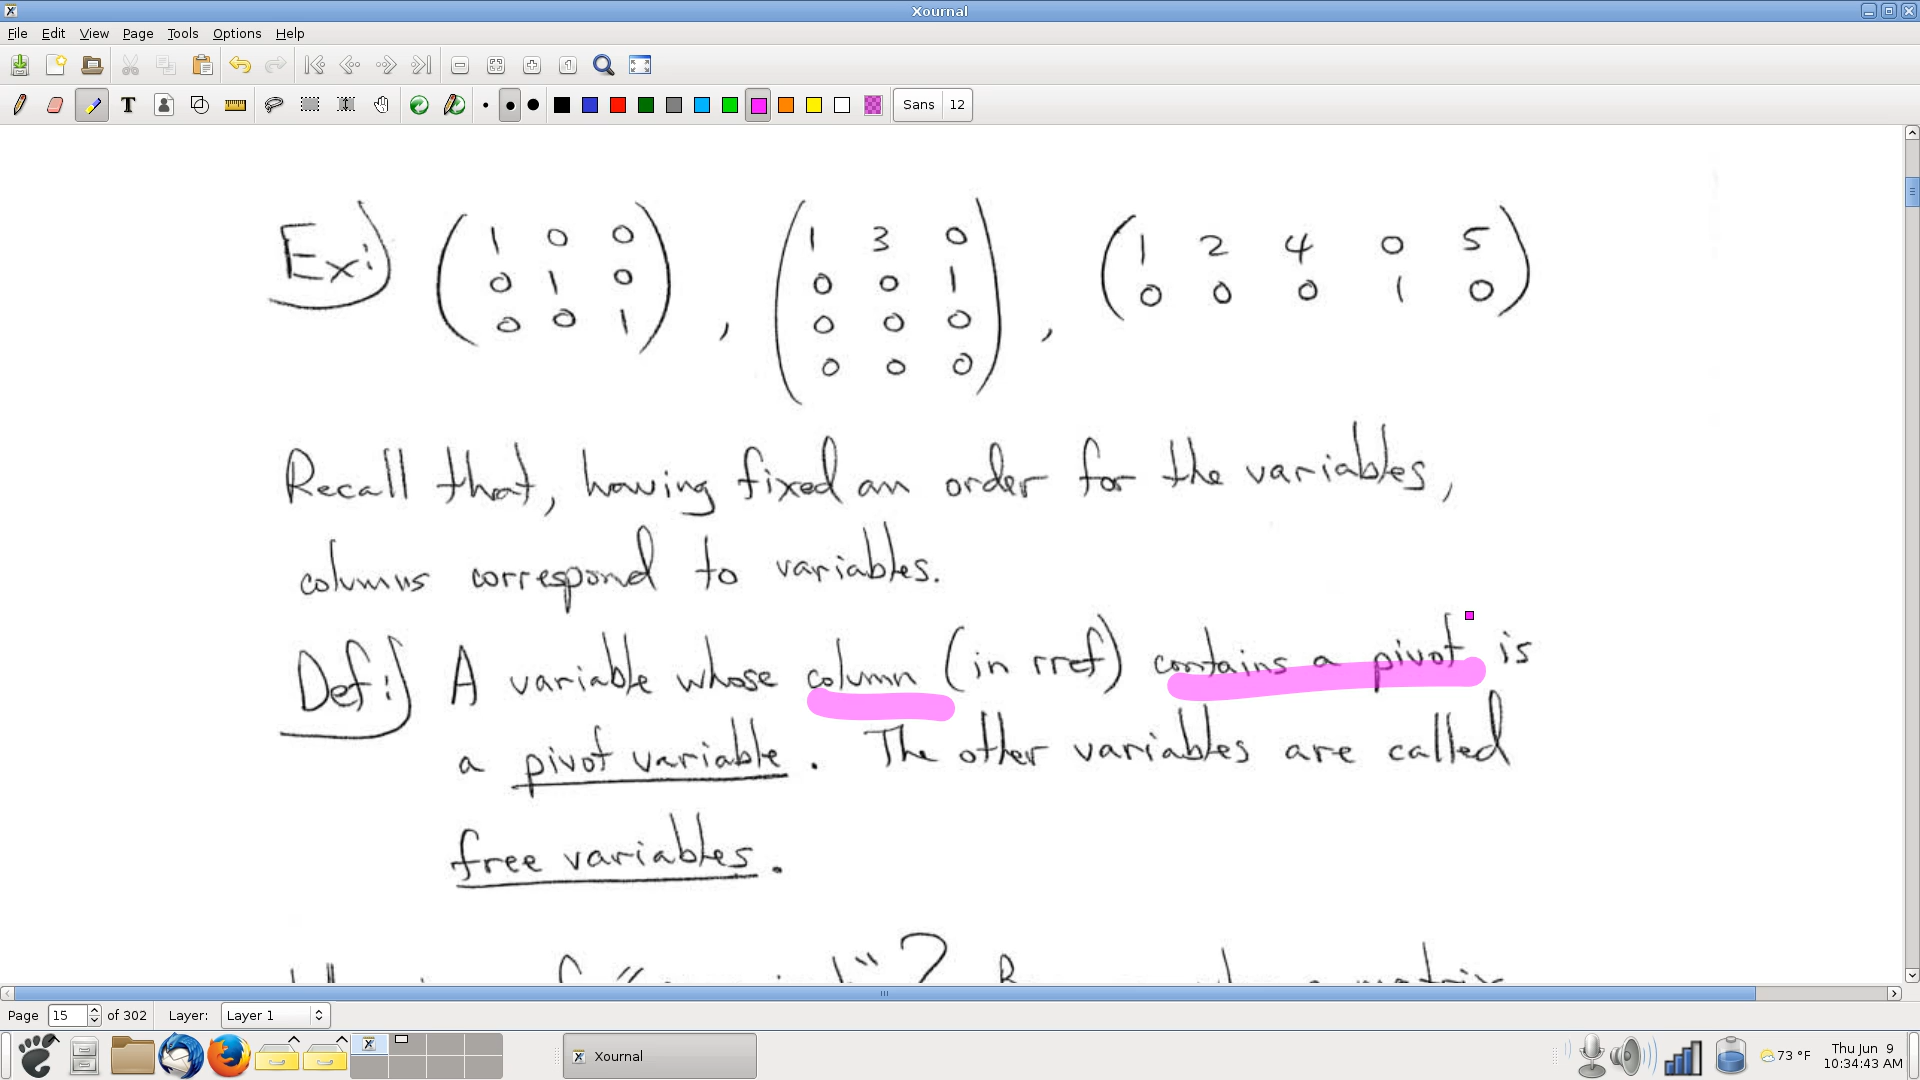 Xournal
File Edit View Page Tools Options Help
Sans 12
Ex:
1 0 0
0 1 0
0 0 1
,
1 3 0
0 0 1
0 0 0
0 0 0
,
1 2 4 0 5
0 0 0 1 0
Recall that, having fixed an order for the variables,
columns correspond to variables.
Def: A variable whose column (in rref) contains a pivot is
a pivot variable. The other variables are called
free variables.
Page 15 of 302 Layer: Layer 1
Xournal
73 °F
Thu Jun 9
10:34:43 AM